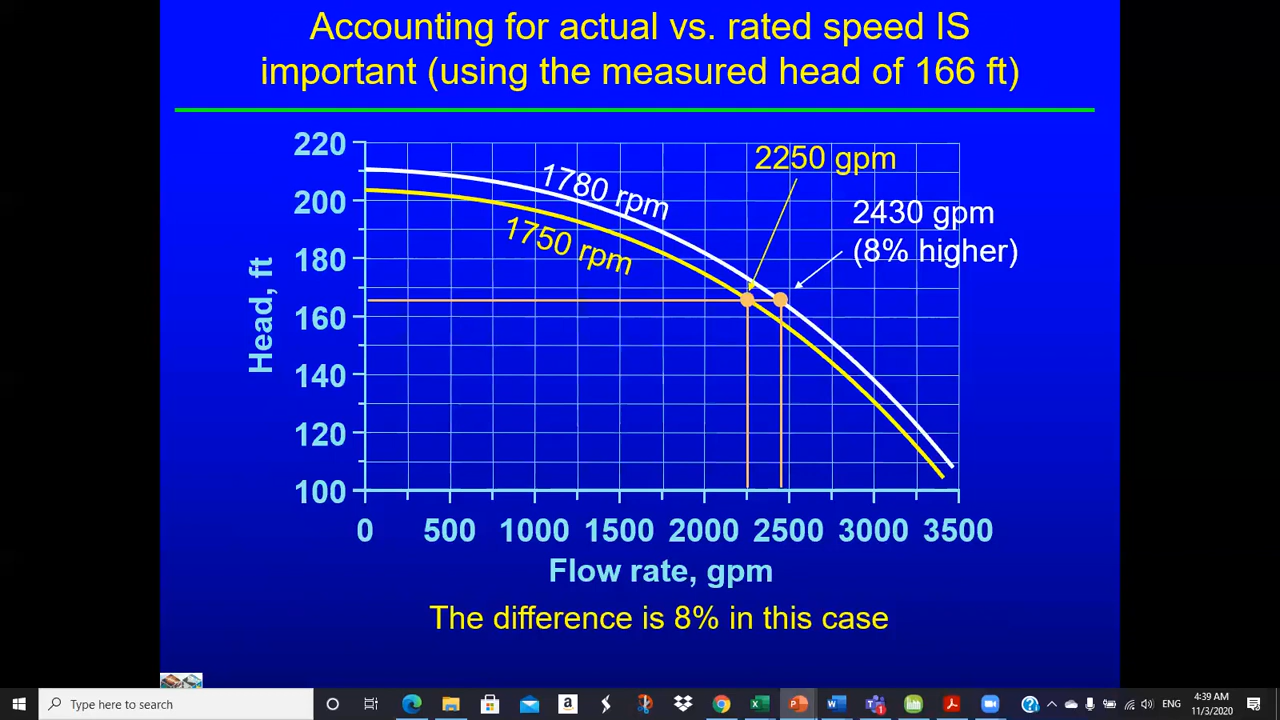 Accounting for actual vs. rated speed IS
important (using the measured head of 166 ft)
220
200
180
160
140
120
100
Head, ft
1780 rpm
1750 rpm
2250 gpm
2430 gpm
(8% higher)
0 500 1000 1500 2000 2500 3000 3500
Flow rate, gpm
The difference is 8% in this case
Type here to search
4:39 AM
11/3/2020